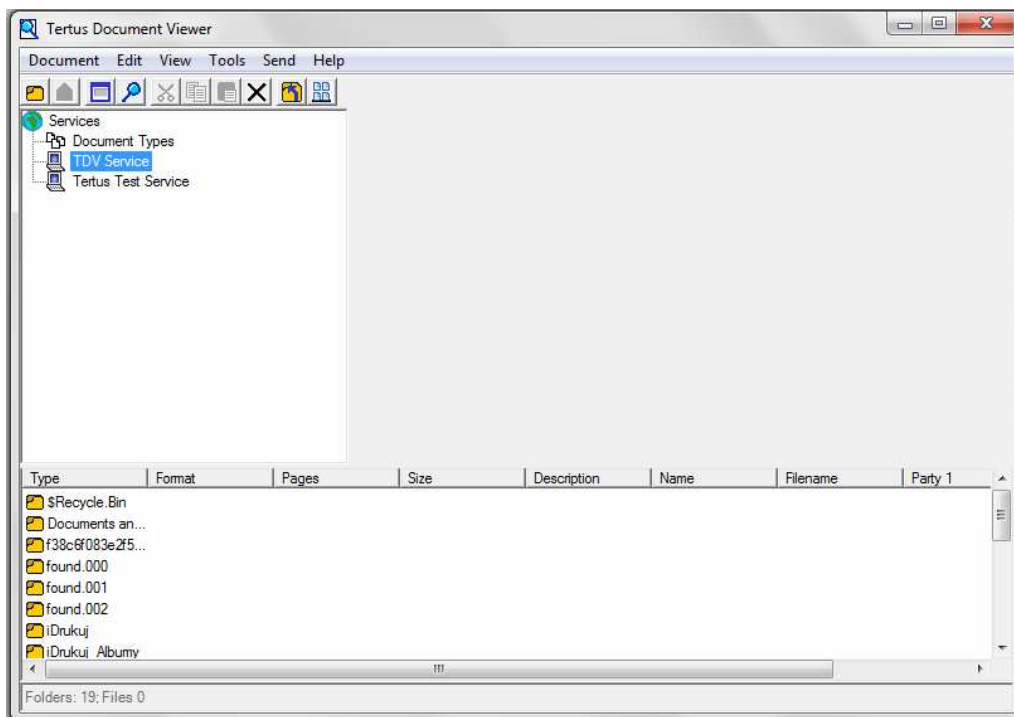 Tertus Document Viewer
Document Edit View Tools Send Help
Services
Document Types
TDV Service
Tertus Test Service
Type Format Pages Size Description Name Filename Party 1
$Recycle.Bin
Documents an...
f38c6f083e2f5...
found.000
found.001
found.002
iDrukuj
iDrukuj_Albumy
Folders: 19; Files 0